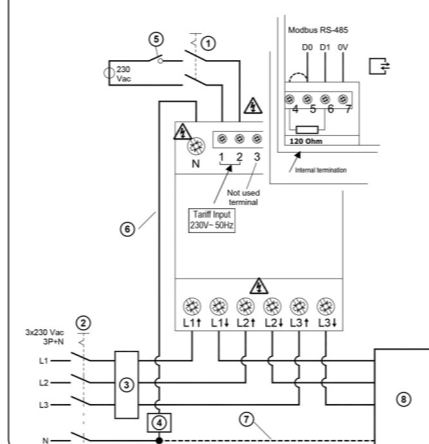 Modbus RS-485
D0 D1 0V
4 5 6 7
120 Ohm
Internal termination
5
1
230
Vac
N
1 2 3
Not used
terminal
Tariff Input
230V~ 50Hz
6
L1↑ L1↓ L2↑ L2↓ L3↑ L3↓
2
3x230 Vac
3P+N
L1
L2
L3
N
3
4
7
8